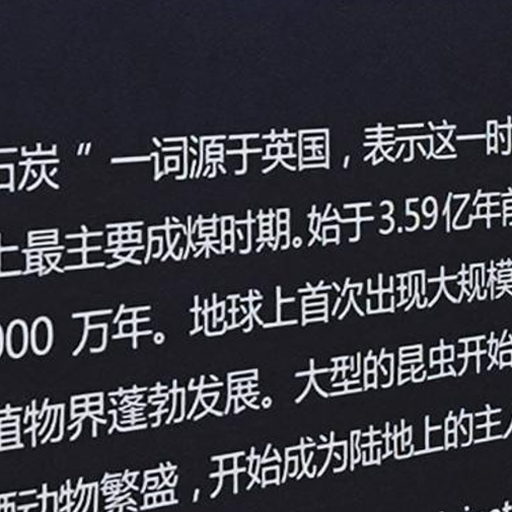 石炭”一词源于英国，表示这一时
上最主要成煤时期。始于3.59亿年前
000 万年。地球上首次出现大规模
植物界蓬勃发展。大型的昆虫开始
动物繁盛，开始成为陆地上的主人